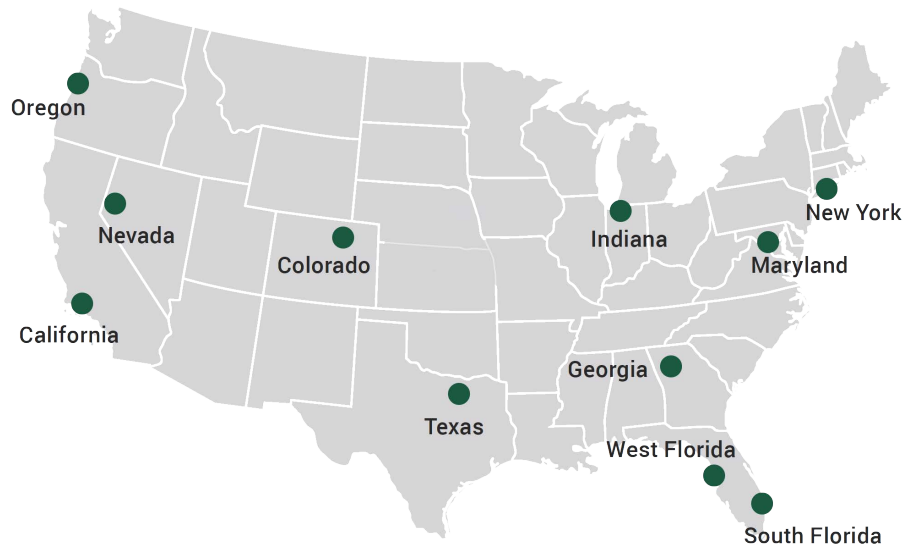 Oregon
New York
Nevada
Indiana
Colorado
Maryland
California
Georgia
Texas
West Florida
South Florida